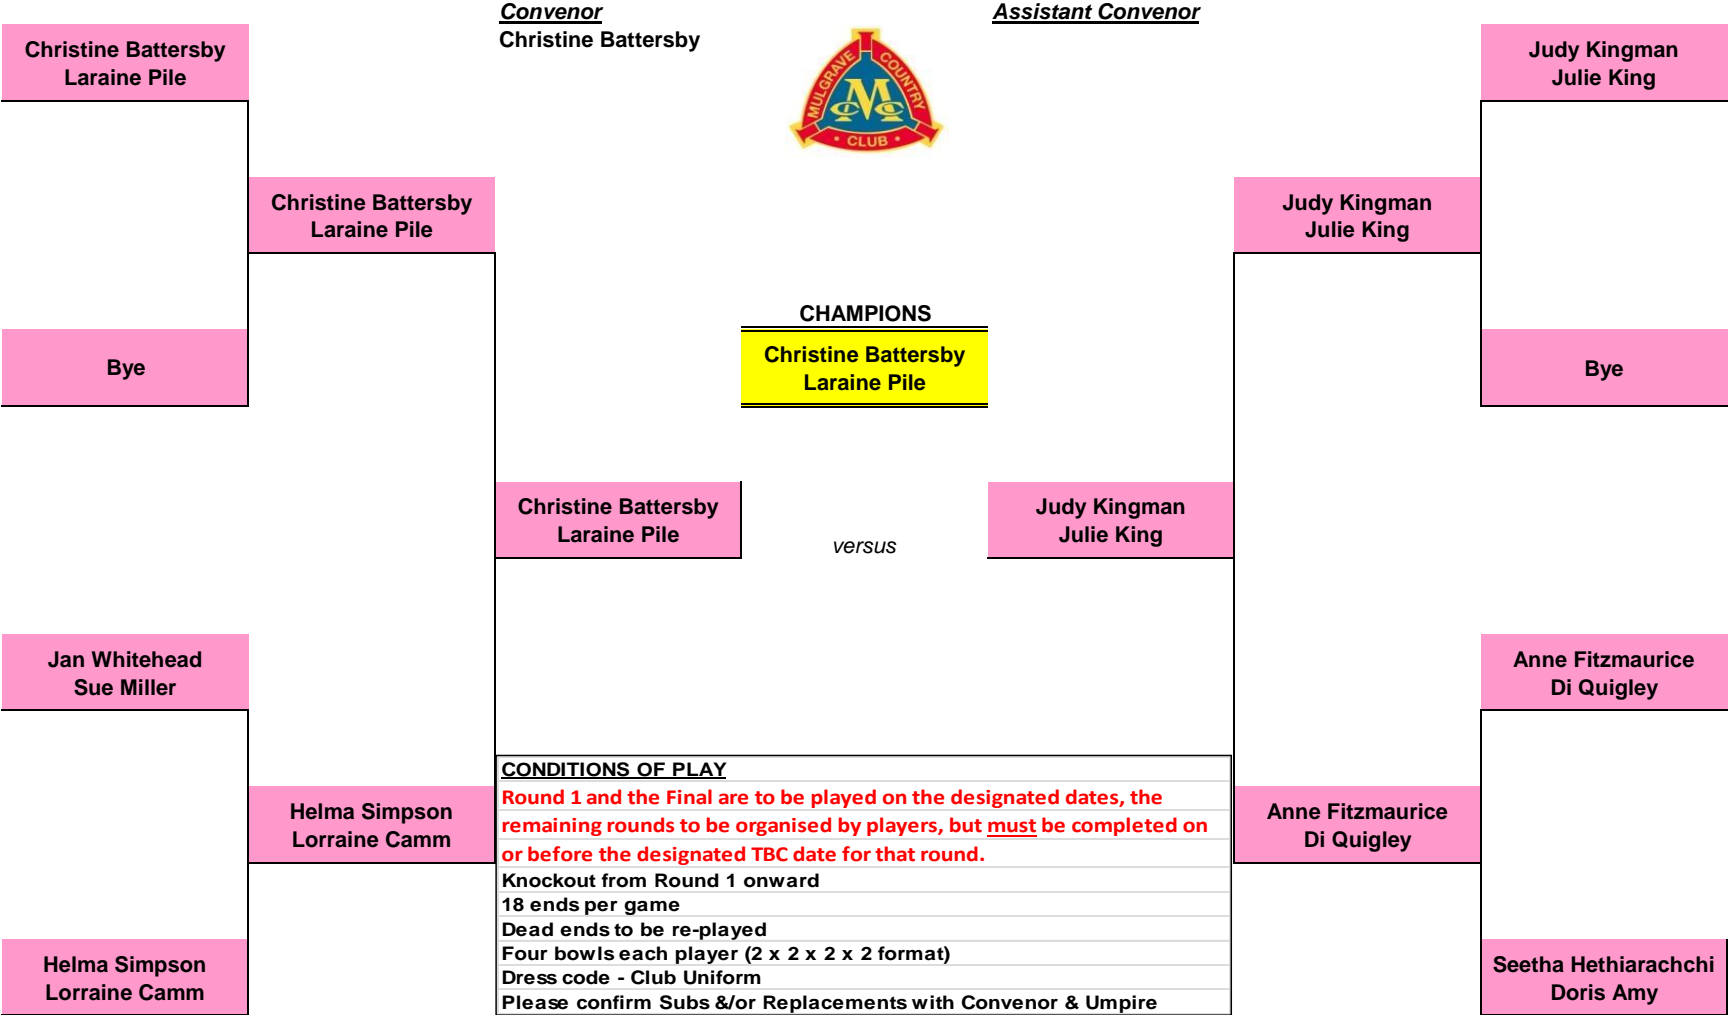 Convenor
Assistant Convenor
Christine Battersby
Christine Battersby
Laraine Pile
MULGRAVE COUNTRY
MCC
• CLUB •
Judy Kingman
Julie King
Christine Battersby
Laraine Pile
Judy Kingman
Julie King
CHAMPIONS
Christine Battersby
Laraine Pile
Bye
Bye
Christine Battersby
Laraine Pile
versus
Judy Kingman
Julie King
Jan Whitehead
Sue Miller
Anne Fitzmaurice
Di Quigley
Helma Simpson
Lorraine Camm
Anne Fitzmaurice
Di Quigley
CONDITIONS OF PLAY
Round 1 and the Final are to be played on the designated dates, the
remaining rounds to be organised by players, but must be completed on
or before the designated TBC date for that round.
Knockout from Round 1 onward
18 ends per game
Dead ends to be re-played
Four bowls each player (2 x 2 x 2 x 2 format)
Dress code - Club Uniform
Please confirm Subs &/or Replacements with Convenor & Umpire
Helma Simpson
Lorraine Camm
Seetha Hethiarachchi
Doris Amy